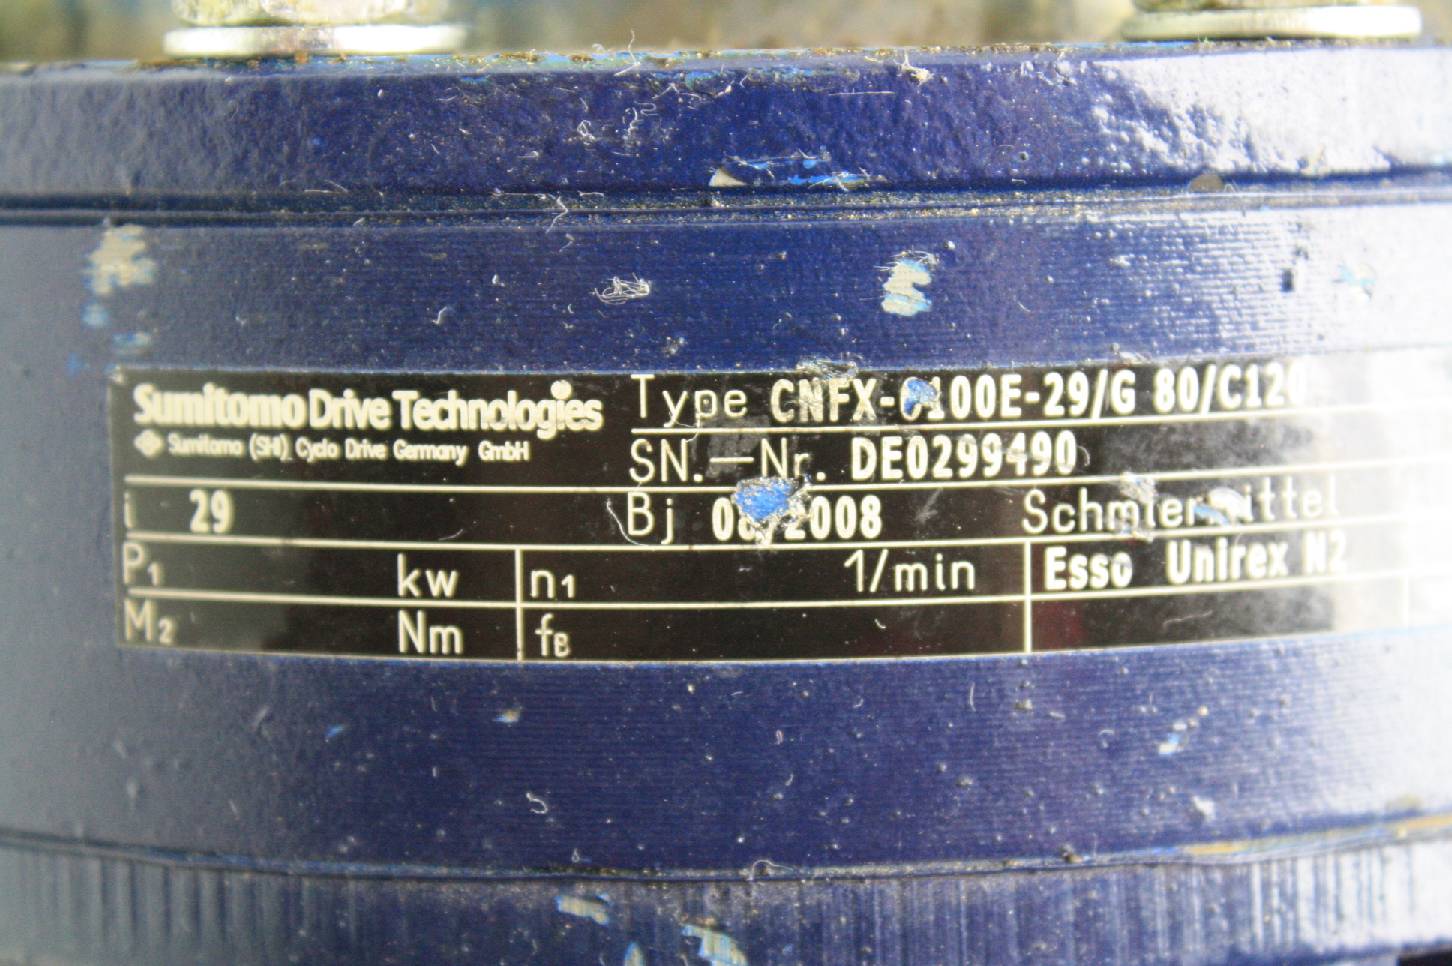 Sumitomo Drive Technologies
Sumitomo (SHI) Cyclo Drive Germany GmbH
Type CNFX-6100E-29/G 80/C120
SN.-Nr. DE0299490
i 29
Bj 08/2008
Schmiermittel
P1 kw
n1 1/min
Esso Unirex N2
M2 Nm
fB